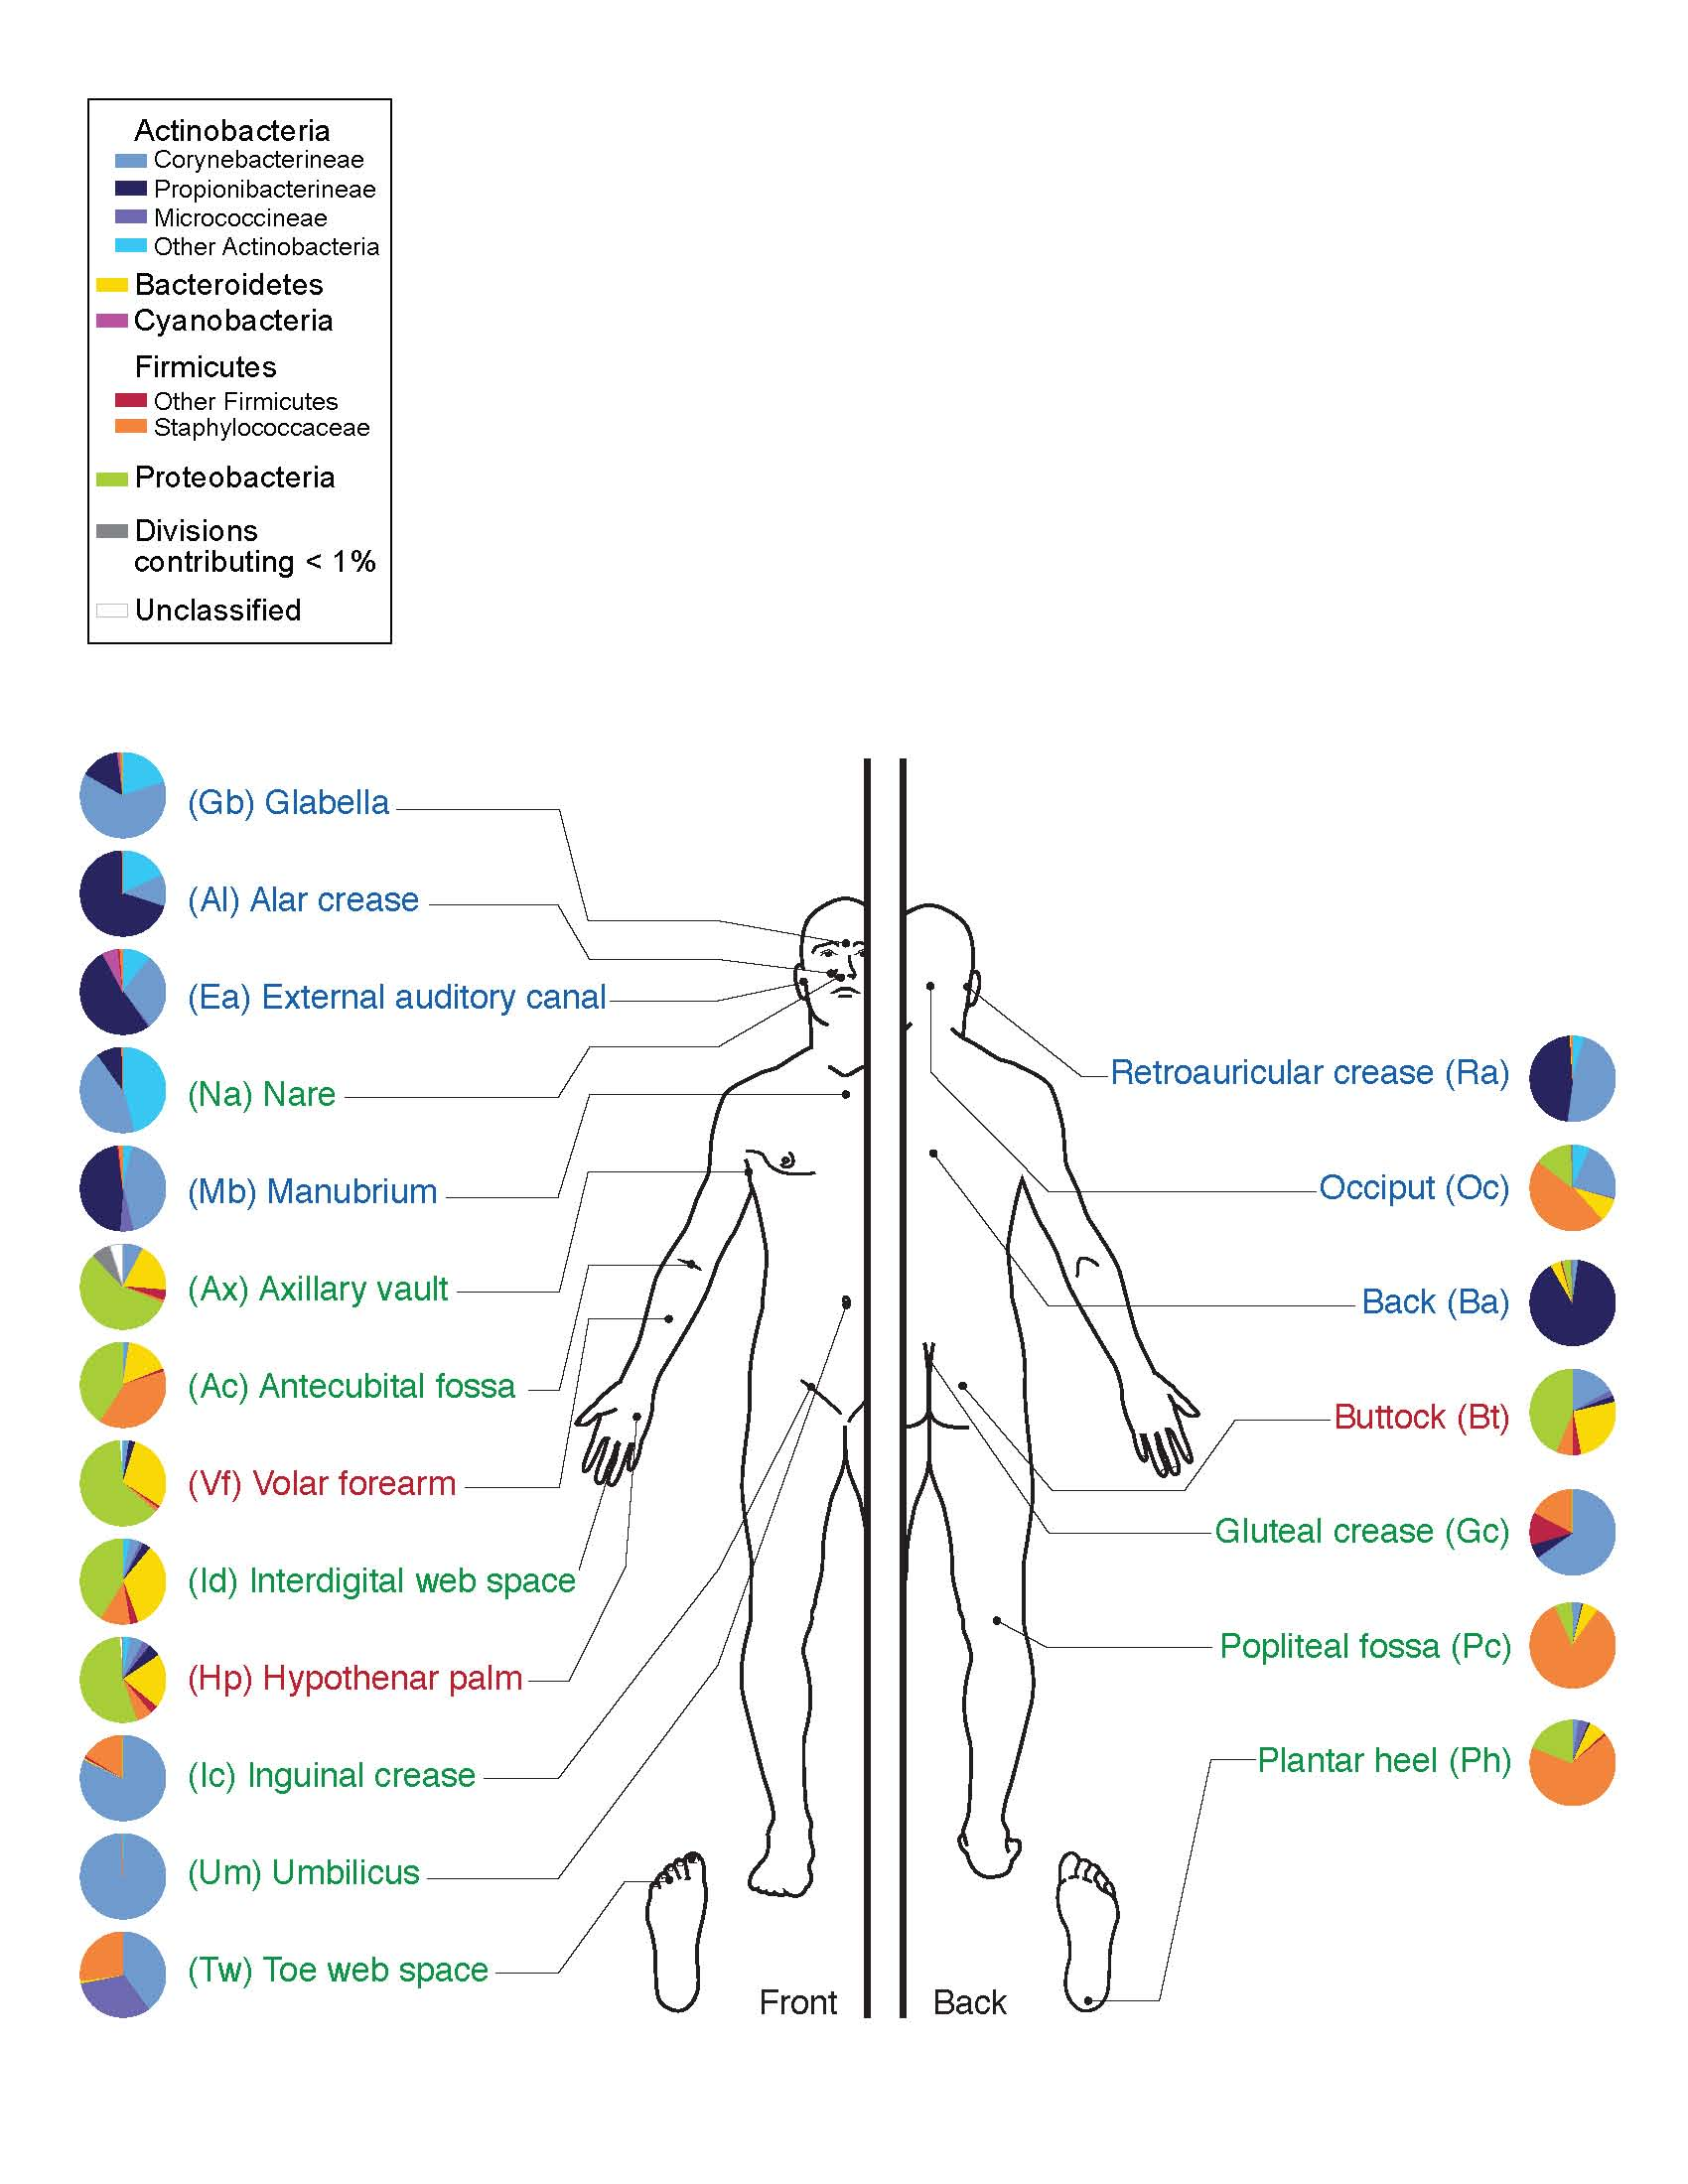 Actinobacteria
Corynebacterineae
Propionibacterineae
Micrococcineae
Other Actinobacteria
Bacteroidetes
Cyanobacteria
Firmicutes
Other Firmicutes
Staphylococcaceae
Proteobacteria
Divisions
contributing < 1%
Unclassified
(Gb) Glabella
(Al) Alar crease
(Ea) External auditory canal
(Na) Nare
(Mb) Manubrium
(Ax) Axillary vault
(Ac) Antecubital fossa
(Vf) Volar forearm
(Id) Interdigital web space
(Hp) Hypothenar palm
(Ic) Inguinal crease
(Um) Umbilicus
(Tw) Toe web space
Front
Back
Retroauricular crease (Ra)
Occiput (Oc)
Back (Ba)
Buttock (Bt)
Gluteal crease (Gc)
Popliteal fossa (Pc)
Plantar heel (Ph)